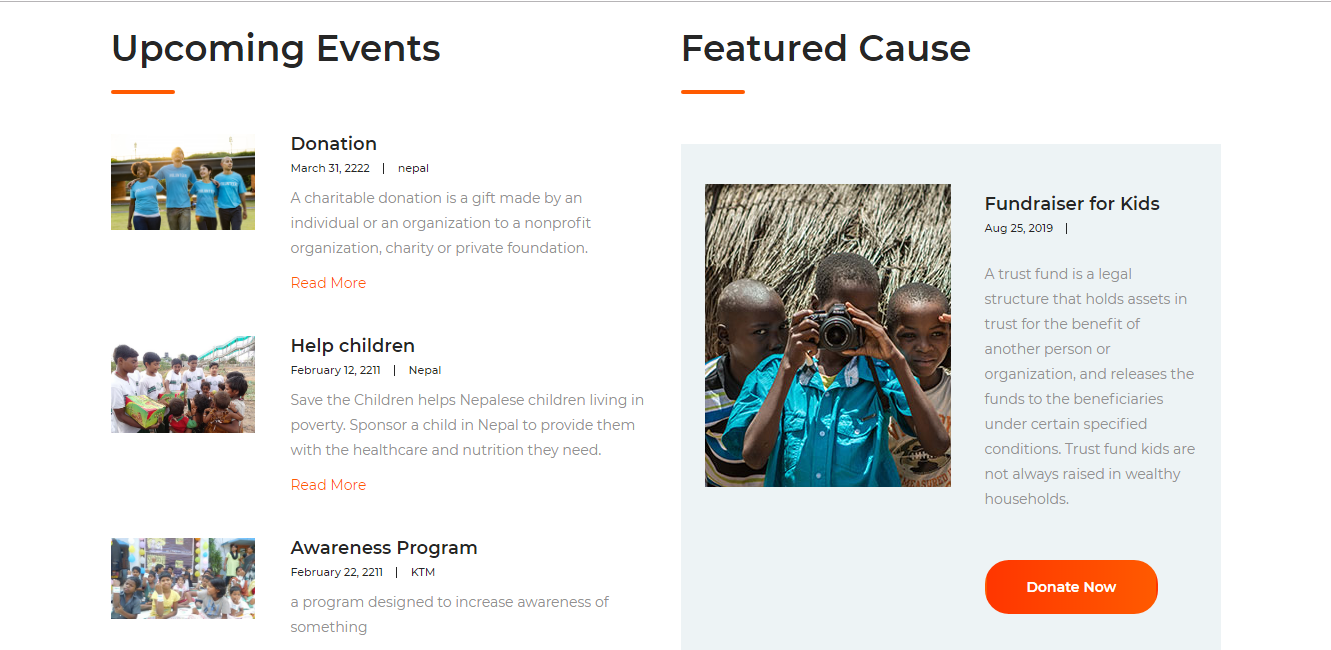 Upcoming Events
Donation
March 31, 2222 | nepal
A charitable donation is a gift made by an
individual or an organization to a nonprofit
organization, charity or private foundation.
Read More
Help children
February 12, 2211 | Nepal
Save the Children helps Nepalese children living in
poverty. Sponsor a child in Nepal to provide them
with the healthcare and nutrition they need.
Read More
Awareness Program
February 22, 2211 | KTM
a program designed to increase awareness of
something
Featured Cause
Fundraiser for Kids
Aug 25, 2019 |
A trust fund is a legal
structure that holds assets in
trust for the benefit of
another person or
organization, and releases the
funds to the beneficiaries
under certain specified
conditions. Trust fund kids are
not always raised in wealthy
households.
Donate Now